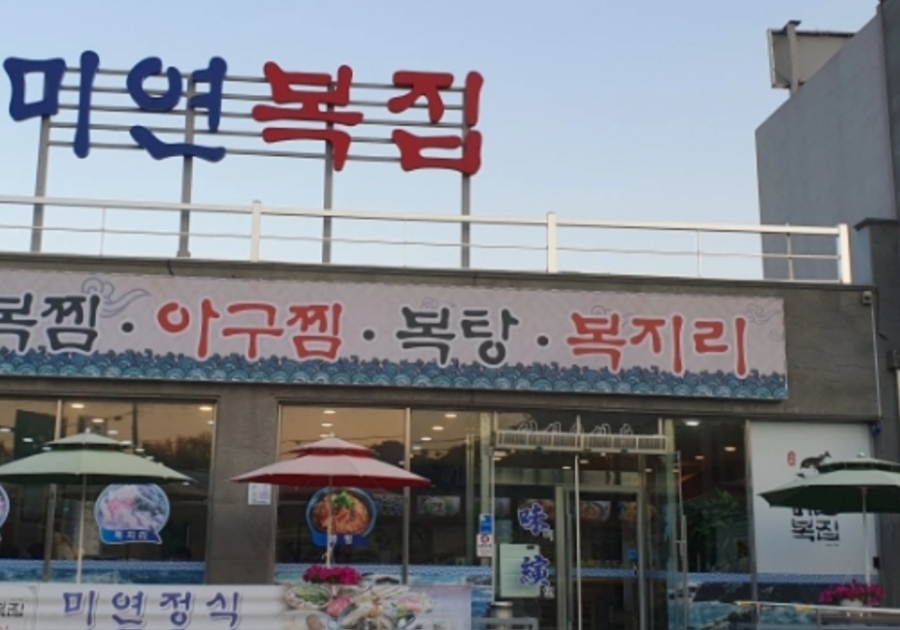 미연복집
복찜 · 아구찜 · 복탕 · 복지리
복지리
味
演
복집
미연정식